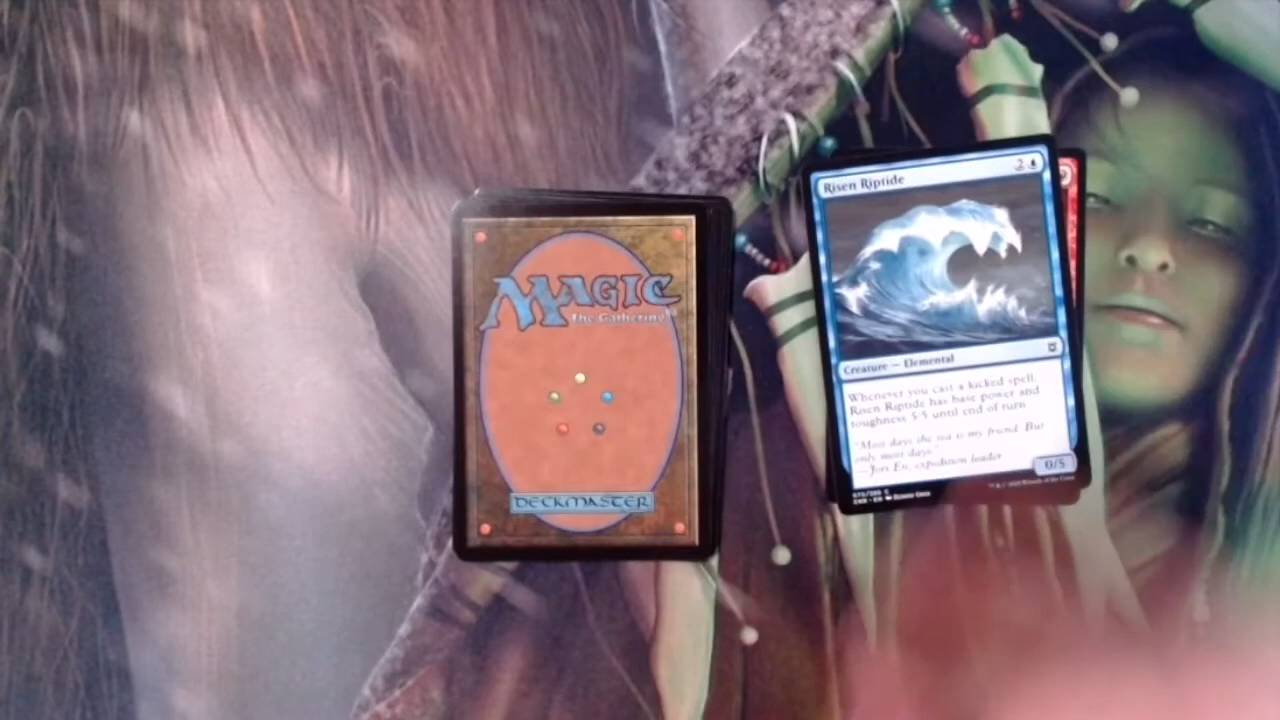 MAGIC
The Gathering
DECKMASTER
Risen Riptide
2
Creature — Elemental
Whenever you cast a kicked spell,
Risen Riptide has base power and
toughness 5/5 until end of turn.
"Most days the sea is my friend. But
only most days."
—Jori En, expedition leader
0/5